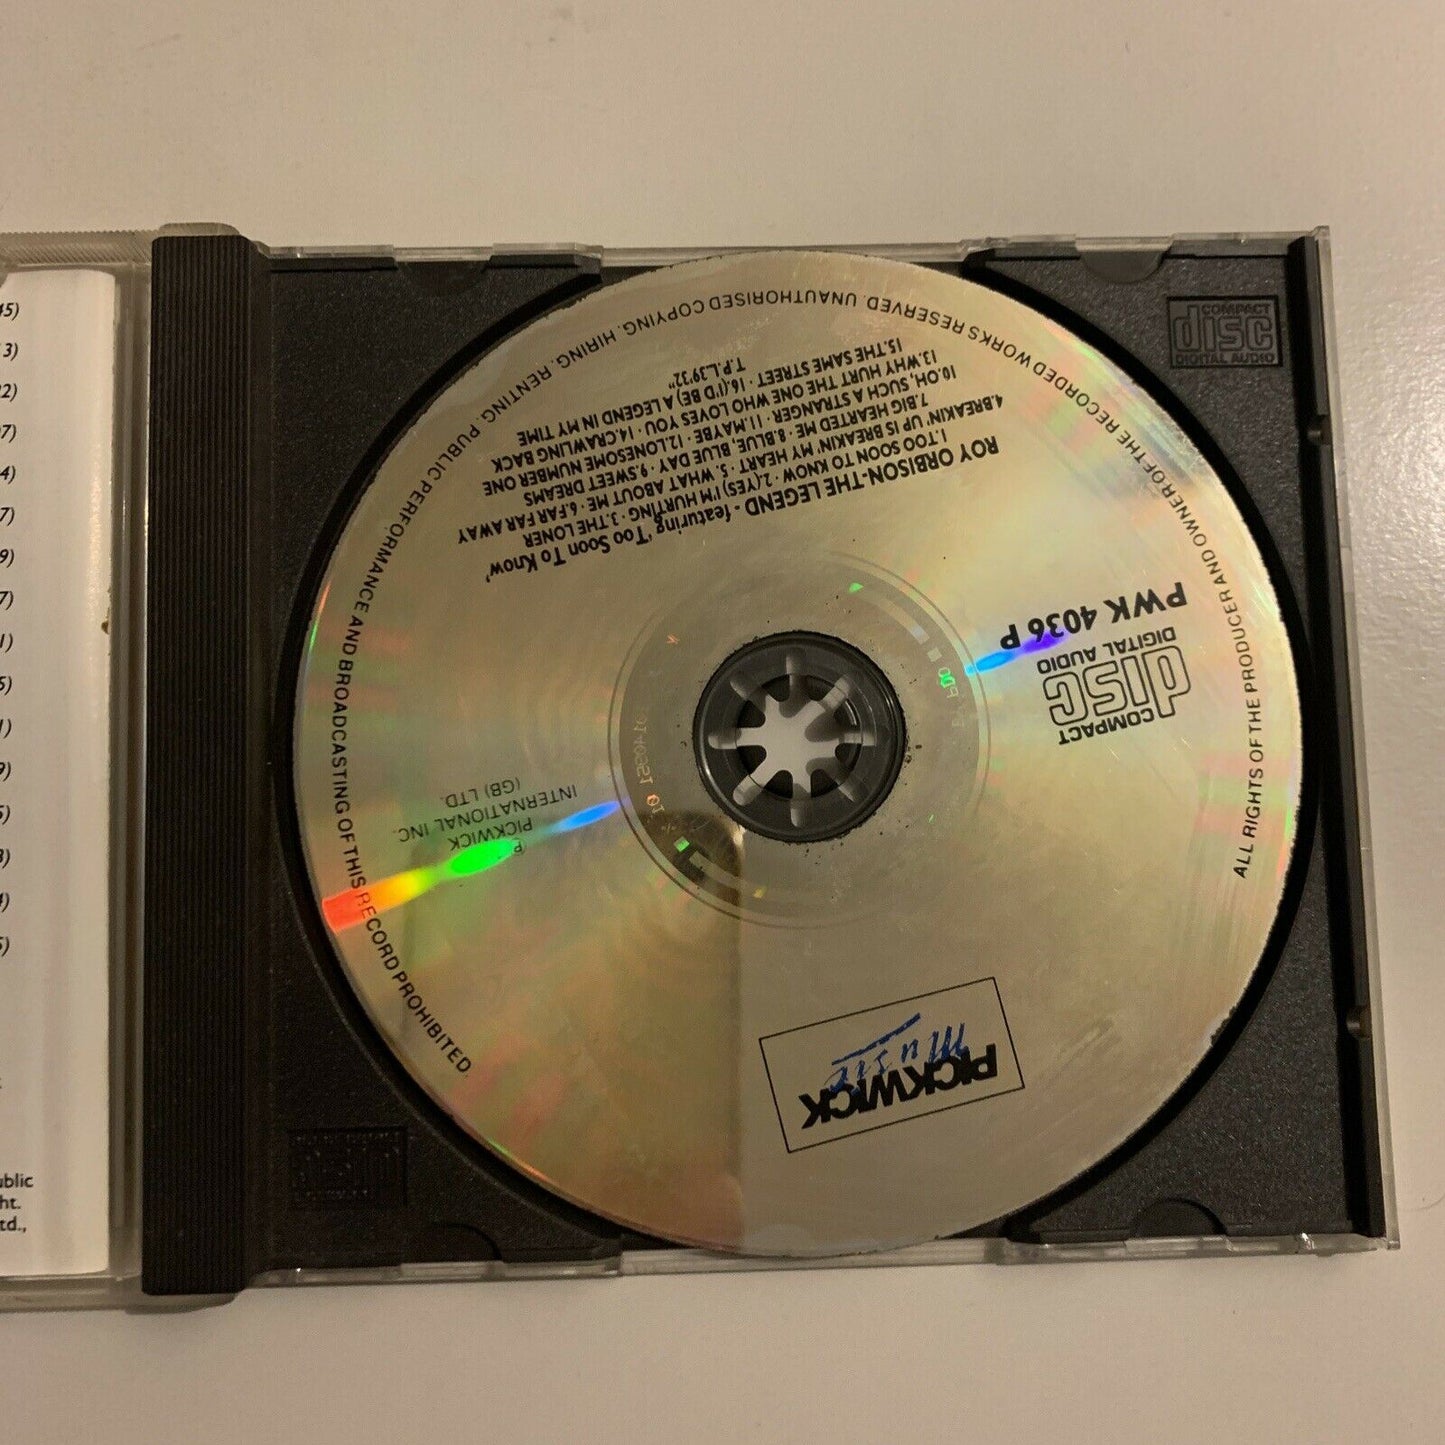 PICKWICK
music
COMPACT
disc
DIGITAL AUDIO
PWK 4036 P
PICKWICK
INTERNATIONAL INC.
(GB) LTD.
ROY ORBISON-THE LEGEND - featuring 'Too Soon To Know'
1.TOO SOON TO KNOW · 2.(YES) I'M HURTING · 3.THE LONER
4.BREAKIN' UP IS BREAKIN' MY HEART · 5. WHAT ABOUT ME · 6.FAR FAR AWAY
7.BIG HEARTED ME · 8.BLUE, BLUE DAY · 9.SWEET DREAMS
10.OH, SUCH A STRANGER · 11.MAYBE · 12.LONESOME NUMBER ONE
13.WHY HURT THE ONE WHO LOVES YOU · 14.CRAWLING BACK
15.THE SAME STREET · 16.(I'D BE) A LEGEND IN MY TIME
T.P.L.39'32"
ALL RIGHTS OF THE PRODUCER AND OWNER OF THE RECORDED WORKS RESERVED. UNAUTHORISED COPYING. HIRING. RENTING. PUBLIC PERFORMANCE AND BROADCASTING OF THIS RECORD PROHIBITED.
COMPACT
disc
DIGITAL AUDIO